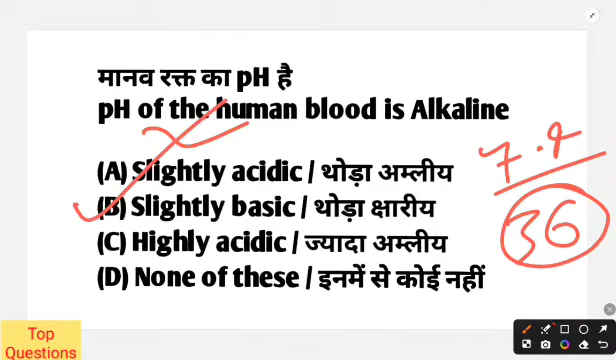 मानव रक्त का pH है
pH of the human blood is Alkaline
(A) Slightly acidic / थोड़ा अम्लीय
(B) Slightly basic / थोड़ा क्षारीय
(C) Highly acidic / ज्यादा अम्लीय
(D) None of these / इनमें से कोई नहीं
7.4
36
Top
Questions